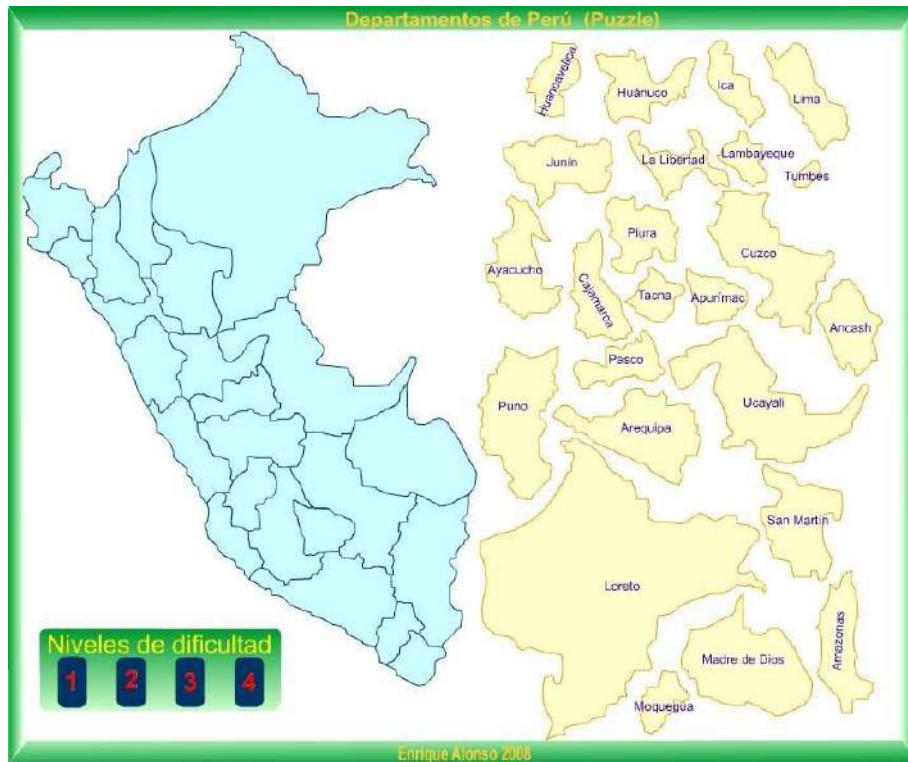 Departamentos de Perú (Puzzle)
Huancavelica
Huánuco
Ica
Lima
Junín
La Libertad
Lambayeque
Tumbes
Ayacucho
Cajamarca
Piura
Cuzco
Tacna
Apurímac
Ancash
Pasco
Puno
Arequipa
Ucayali
San Martín
Loreto
Amazonas
Madre de Dios
Moquegua
Niveles de dificultad
1 2 3 4
Enrique Alonso 2008